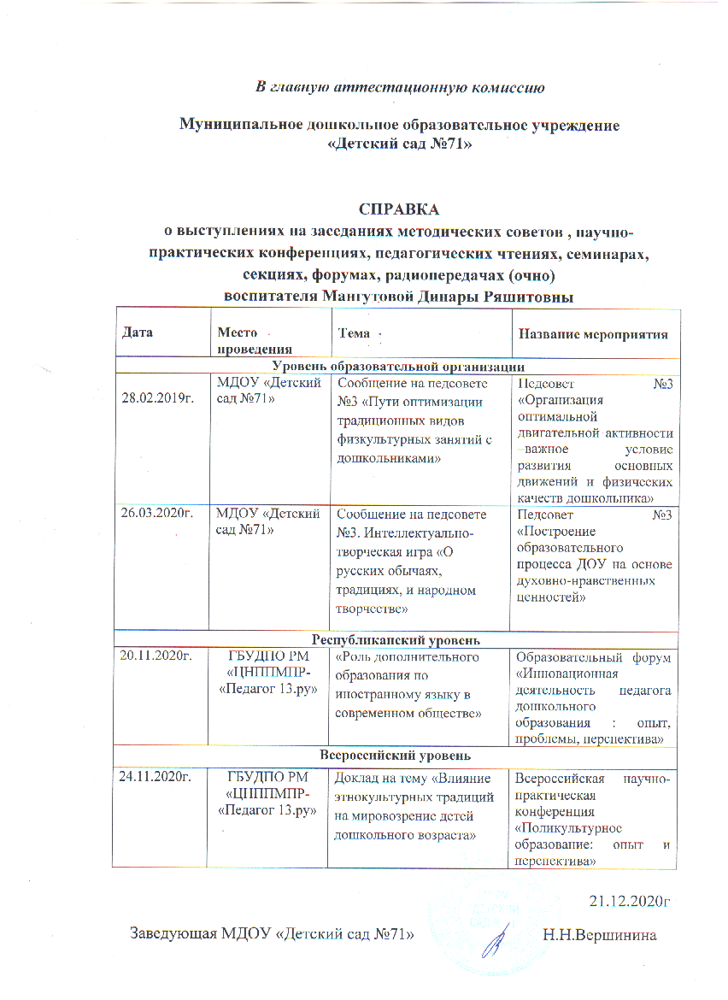 В главную аттестационную комиссию
Муниципальное дошкольное образовательное учреждение
«Детский сад №71»
СПРАВКА
о выступлениях на заседаниях методических советов , научно-
практических конференциях, педагогических чтениях, семинарах,
секциях, форумах, радиопередачах (очно)
воспитателя Мангутовой Динары Ряшитовны
Дата
Место
проведения
Тема
Название мероприятия
Уровень образовательной организации
28.02.2019г.
МДОУ «Детский
сад №71»
Сообщение на педсовете
№3 «Пути оптимизации
традиционных видов
физкультурных занятий с
дошкольниками»
Педсовет №3
«Организация
оптимальной
двигательной активности
–важное условие
развития основных
движений и физических
качеств дошкольника»
26.03.2020г.
МДОУ «Детский
сад №71»
Сообщение на педсовете
№3. Интеллектуально-
творческая игра «О
русских обычаях,
традициях, и народном
творчестве»
Педсовет №3
«Построение
образовательного
процесса ДОУ на основе
духовно-нравственных
ценностей»
Республиканский уровень
20.11.2020г.
ГБУДПО РМ
«ЦНППМПР-
«Педагог 13.ру»
«Роль дополнительного
образования по
иностранному языку в
современном обществе»
Образовательный форум
«Инновационная
деятельность педагога
дошкольного
образования : опыт,
проблемы, перспектива»
Всероссийский уровень
24.11.2020г.
ГБУДПО РМ
«ЦНППМПР-
«Педагог 13.ру»
Доклад на тему «Влияние
этнокультурных традиций
на мировозрение детей
дошкольного возраста»
Всероссийская научно-
практическая
конференция
«Поликультурное
образование: опыт и
перспектива»
21.12.2020г
Заведующая МДОУ «Детский сад №71» Н.Н.Вершинина